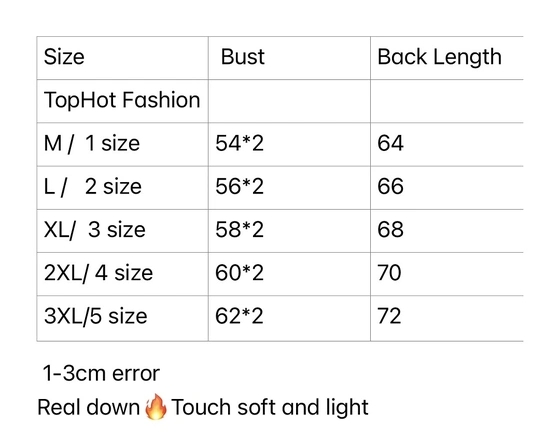 Size Bust Back Length
TopHot Fashion
M / 1 size 54*2 64
L / 2 size 56*2 66
XL/ 3 size 58*2 68
2XL/ 4 size 60*2 70
3XL/5 size 62*2 72
1-3cm error
Real down🔥Touch soft and light